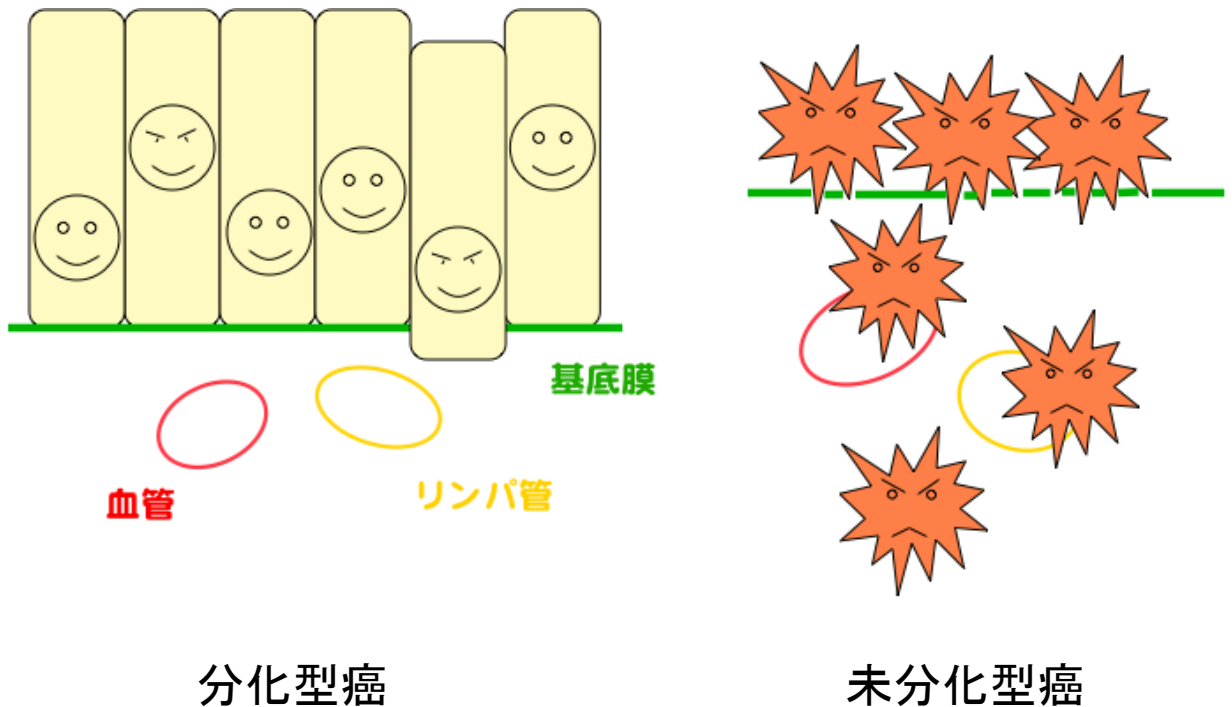 基底膜
血管
リンパ管
分化型癌
未分化型癌